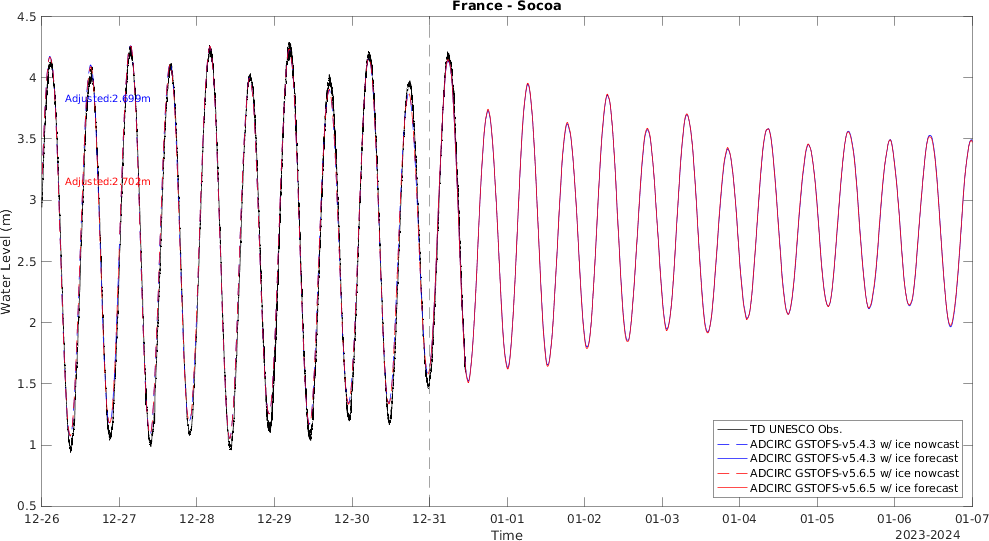 France - Socoa
4.5
4
3.5
3
2.5
2
1.5
1
0.5
Water Level (m)
Adjusted:2.699m
Adjusted:2.702m
TD UNESCO Obs.
ADCIRC GSTOFS-v5.4.3 w/ ice nowcast
ADCIRC GSTOFS-v5.4.3 w/ ice forecast
ADCIRC GSTOFS-v5.6.5 w/ ice nowcast
ADCIRC GSTOFS-v5.6.5 w/ ice forecast
12-26 12-27 12-28 12-29 12-30 12-31 01-01 01-02 01-03 01-04 01-05 01-06 01-07
Time
2023-2024